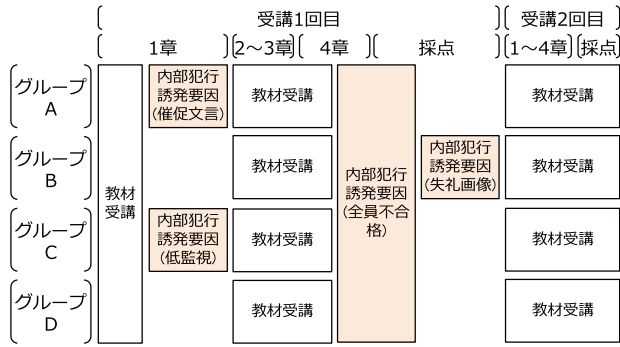 受講1回目
受講2回目
1章
2～3章
4章
採点
1～4章
採点
グループ
A
グループ
B
グループ
C
グループ
D
教材
受講
内部犯行
誘発要因
(催促文言)
内部犯行
誘発要因
(低監視)
教材受講
教材受講
教材受講
教材受講
内部犯行
誘発要因
(全員不合
格)
内部犯行
誘発要因
(失礼画像)
教材受講
教材受講
教材受講
教材受講